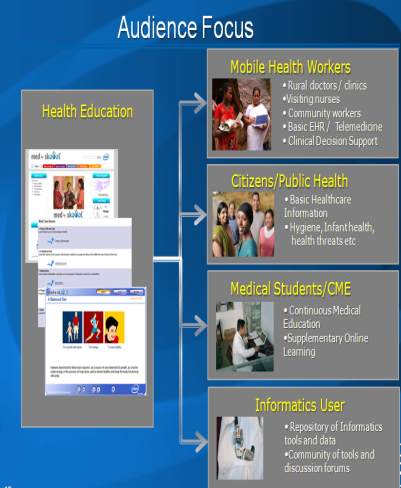 Audience Focus
Health Education
med skool
intel
med skool
Mobile Health Workers
• Rural doctors / clinics
• Visiting nurses
• Community workers
• Basic EHR / Telemedicine
• Clinical Decision Support
Citizens/Public Health
• Basic Healthcare
Information
• Hygiene, Infant health,
health threats etc
Medical Students/CME
• Continuous Medical
Education
• Supplementary Online
Learning
Informatics User
• Repository of Informatics
tools and data
• Community of tools and
discussion forums